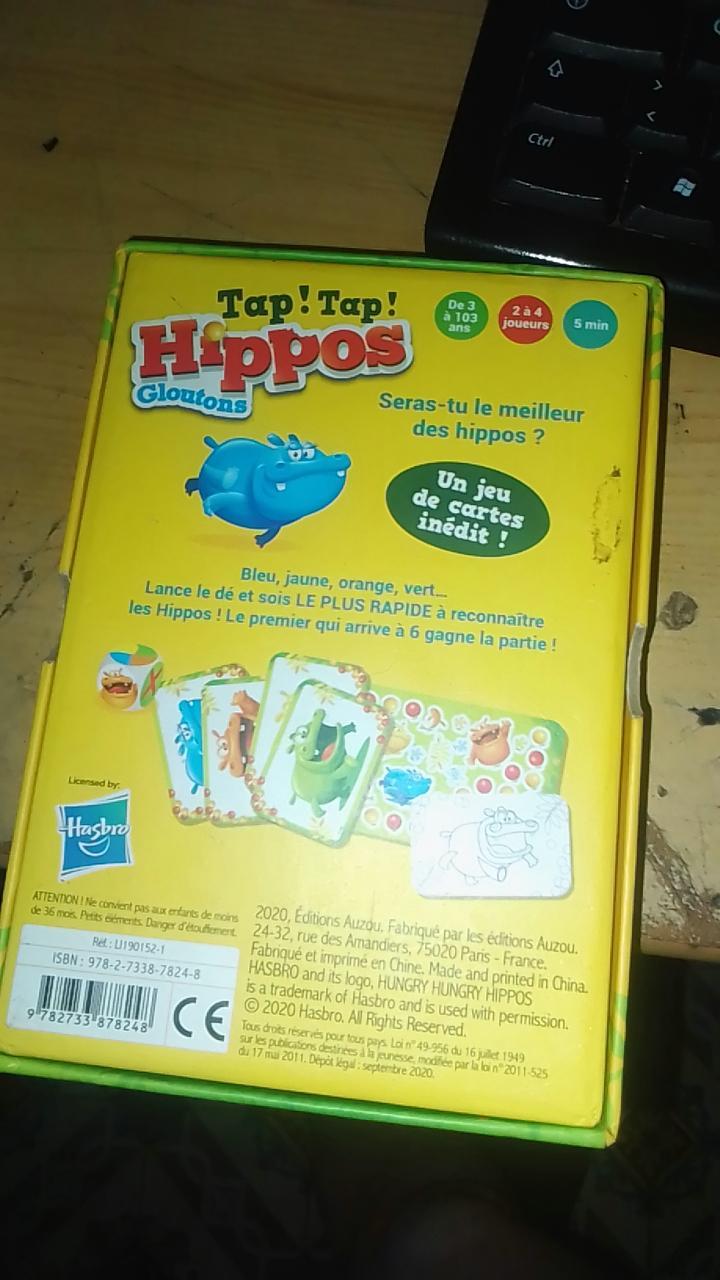 Ctrl
Tap! Tap!
Hippos
Gloutons
De 3
à 103
ans
2 à 4
joueurs
5 min
Seras-tu le meilleur
des hippos ?
Un jeu
de cartes
inédit !
Bleu, jaune, orange, vert...
Lance le dé et sois LE PLUS RAPIDE à reconnaître
les Hippos ! Le premier qui arrive à 6 gagne la partie !
Licensed by:
Hasbro
ATTENTION ! Ne convient pas aux enfants de moins
de 36 mois. Petits éléments. Danger d'étouffement.
Réf. : LI190152-1
ISBN : 978-2-7338-7824-8
9 782733 878248
CE
2020, Éditions Auzou. Fabriqué par les éditions Auzou.
24-32, rue des Amandiers, 75020 Paris - France.
Fabriqué et imprimé en Chine. Made and printed in China.
HASBRO and its logo, HUNGRY HUNGRY HIPPOS
is a trademark of Hasbro and is used with permission.
© 2020 Hasbro. All Rights Reserved.
Tous droits réservés pour tous pays. Loi n° 49-956 du 16 juillet 1949
sur les publications destinées à la jeunesse, modifiée par la loi n° 2011-525
du 17 mai 2011. Dépôt légal : septembre 2020.